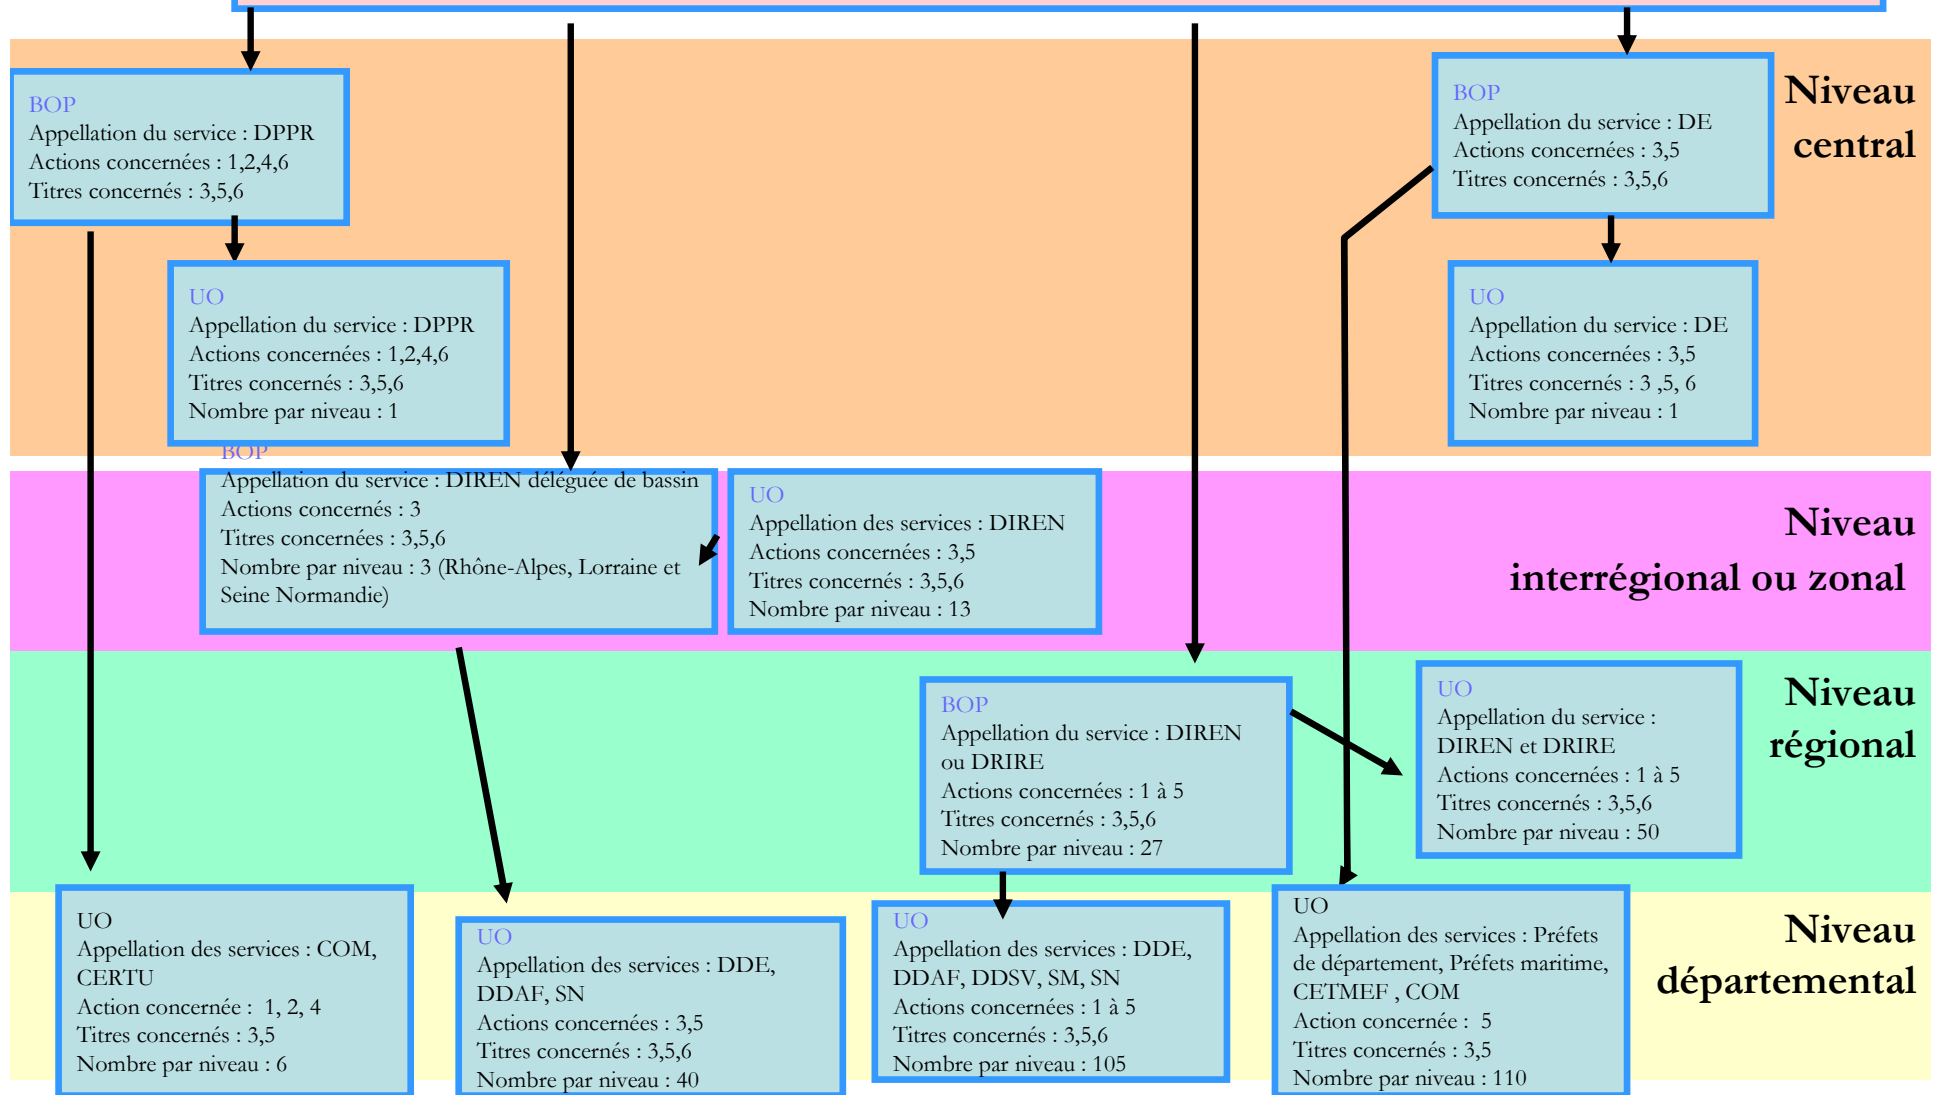 BOP
Appellation du service : DPPR
Actions concernées : 1,2,4,6
Titres concernés : 3,5,6
BOP
Appellation du service : DE
Actions concernées : 3,5
Titres concernés : 3,5,6
Niveau
central
UO
Appellation du service : DPPR
Actions concernées : 1,2,4,6
Titres concernés : 3,5,6
Nombre par niveau : 1
UO
Appellation du service : DE
Actions concernées : 3,5
Titres concernés : 3 ,5, 6
Nombre par niveau : 1
BOP
Appellation du service : DIREN déléguée de bassin
Actions concernés : 3
Titres concernés : 3,5,6
Nombre par niveau : 3 (Rhône-Alpes, Lorraine et
Seine Normandie)
UO
Appellation des services : DIREN
Actions concernées : 3,5
Titres concernés : 3,5,6
Nombre par niveau : 13
Niveau
interrégional ou zonal
BOP
Appellation du service : DIREN
ou DRIRE
Actions concernées : 1 à 5
Titres concernés : 3,5,6
Nombre par niveau : 27
UO
Appellation du service :
DIREN et DRIRE
Actions concernées : 1 à 5
Titres concernés : 3,5,6
Nombre par niveau : 50
Niveau
régional
UO
Appellation des services : COM,
CERTU
Action concernée :  1, 2, 4
Titres concernés : 3,5
Nombre par niveau : 6
UO
Appellation des services : DDE,
DDAF, SN
Actions concernées : 3,5
Titres concernés : 3,5,6
Nombre par niveau : 40
UO
Appellation des services : DDE,
DDAF, DDSV, SM, SN
Actions concernées : 1 à 5
Titres concernés : 3,5,6
Nombre par niveau : 105
UO
Appellation des services : Préfets
de département, Préfets maritime,
CETMEF , COM
Action concernée :  5
Titres concernés : 3,5
Nombre par niveau : 110
Niveau
départemental